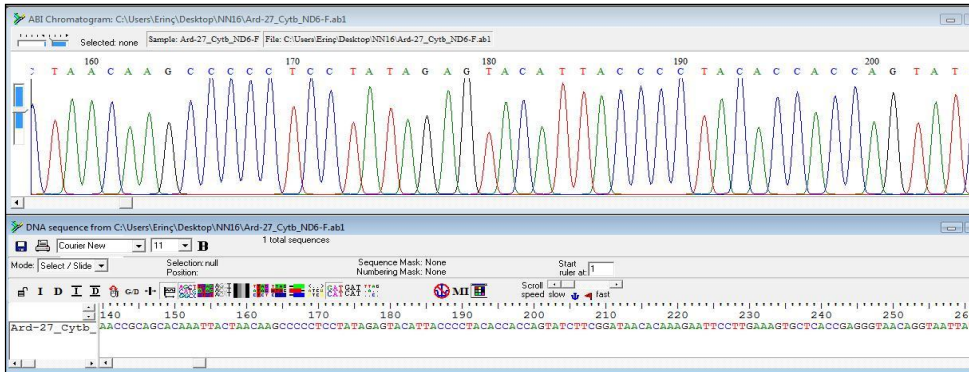 ABI Chromatogram: C:\Users\Erinç\Desktop\NN16\Ard-27_Cytb_ND6-F.ab1
Selected: none Sample: Ard-27_Cytb_ND6-F File: C:\Users\Erinç\Desktop\NN16\Ard-27_Cytb_ND6-F.ab1
160 170 180 190 200
T A A C A A G C C C C C T C C T A T A G A G T A C A T T A C C C C T A C A C C A C C A G T A T
DNA sequence from C:\Users\Erinç\Desktop\NN16\Ard-27_Cytb_ND6-F.ab1
Courier New 11 B 1 total sequences
Mode: Select / Slide Selection: null Sequence Mask: None Start
Position: Numbering Mask: None ruler at: 1
I D I D G/D MI Scroll
speed slow fast
140 150 160 170 180 190 200 210 220 230 240 250 26
Ard-27_Cytb_ AACCGCAGCACAAATTACTAACAAGCCCCCTCCTATAGAGTACATTACCCCTACACCACCAGTATCTTCGGATAACACAAAGAATTCCTTGAAAGTGCTCACCGAGGGTAACAGGTAATTA